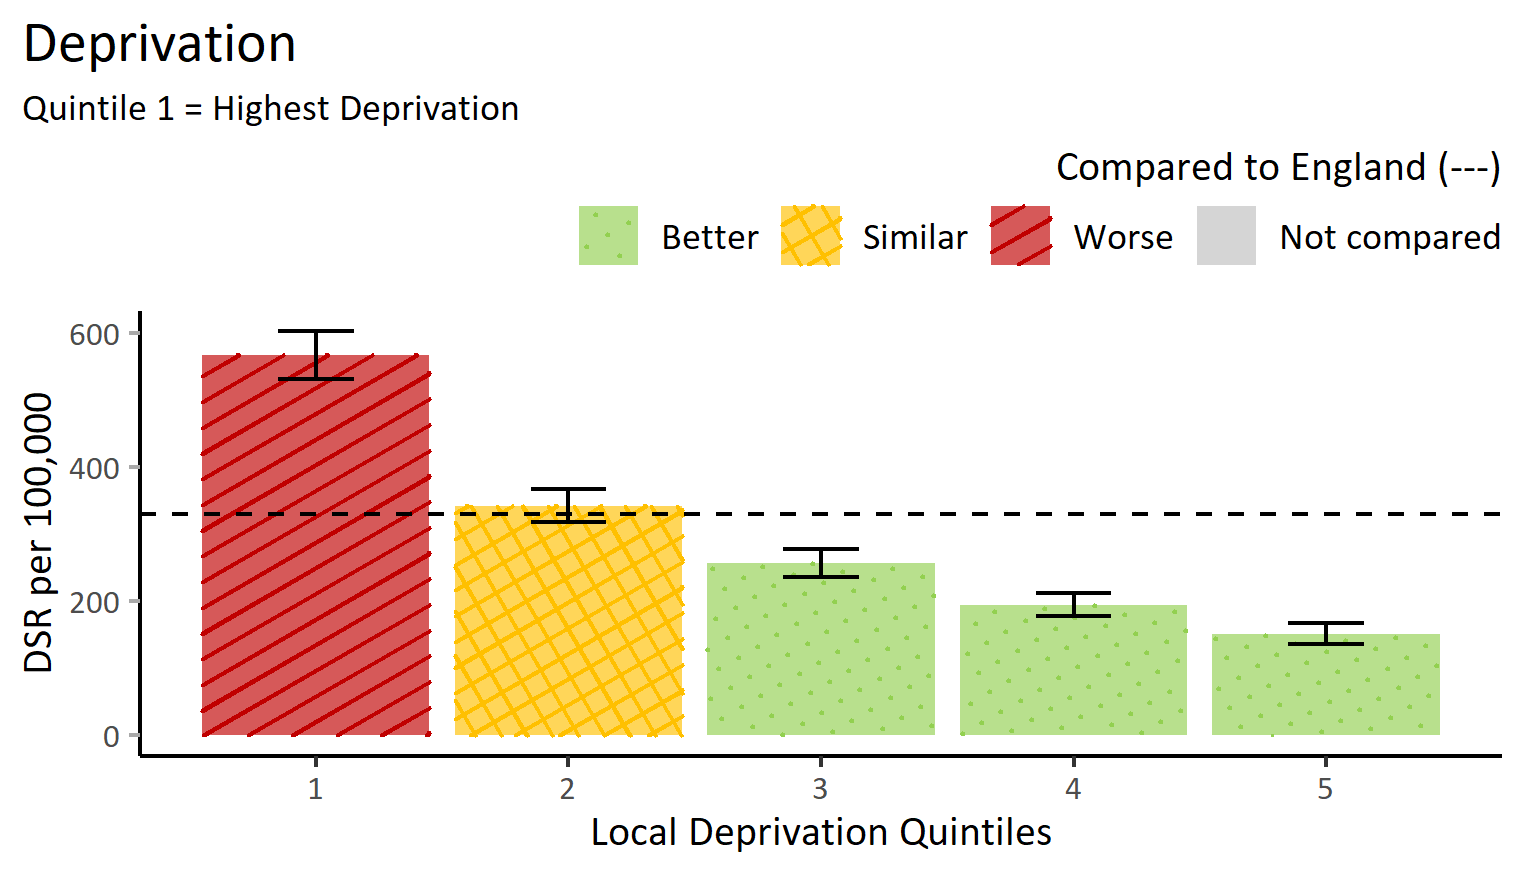 Deprivation
Quintile 1 = Highest Deprivation
Compared to England (---)
Better Similar Worse Not compared
DSR per 100,000
600
400
200
0
1 2 3 4 5
Local Deprivation Quintiles